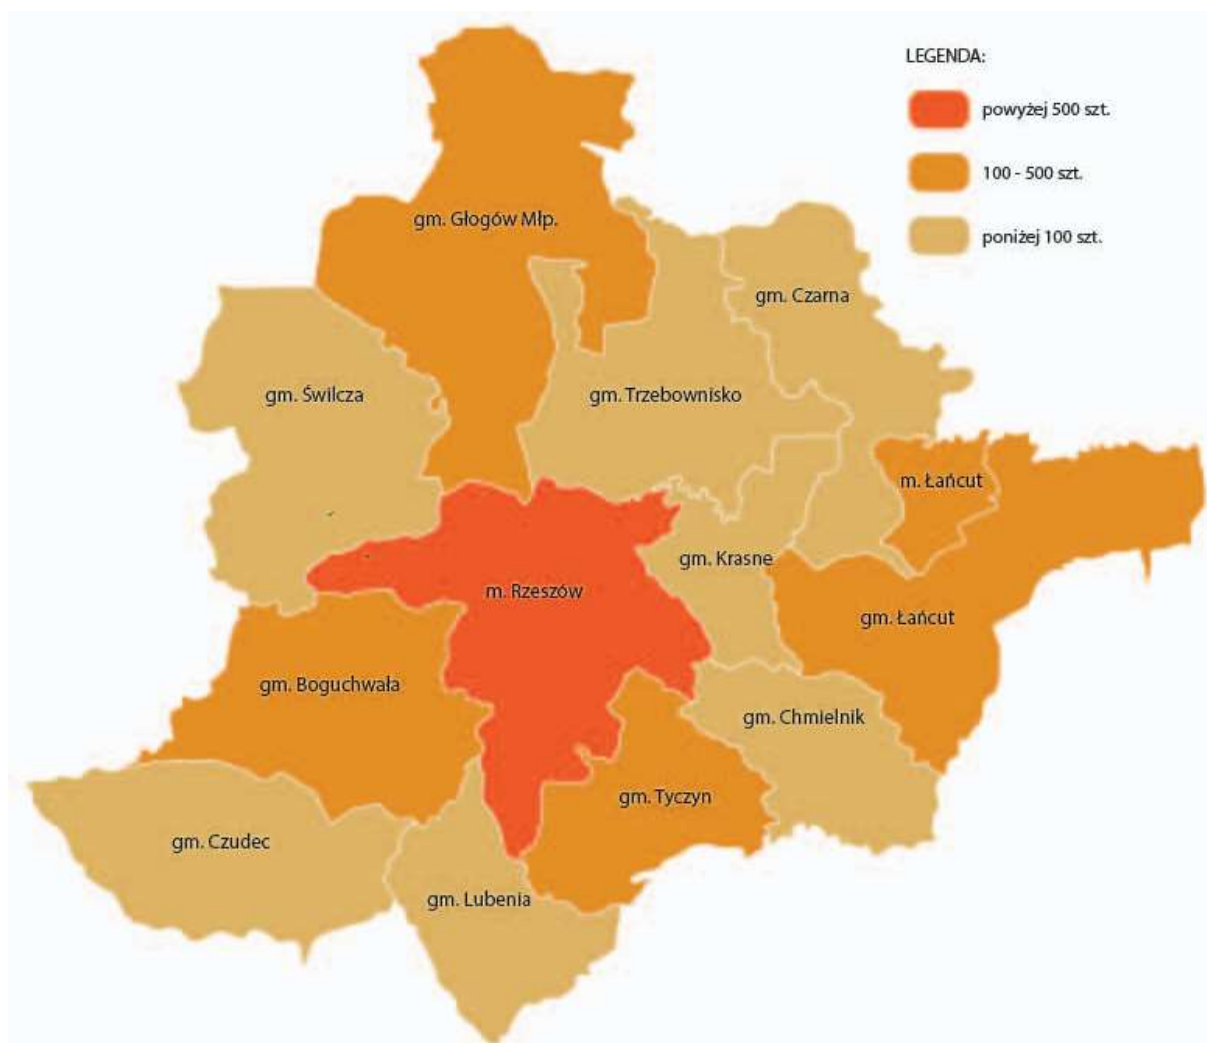 LEGENDA:
powyżej 500 szt.
100 - 500 szt.
poniżej 100 szt.
gm. Głogów Młp.
gm. Czarna
gm. Świlcza
gm. Trzebownisko
m. Łańcut
gm. Krasne
m. Rzeszów
gm. Łańcut
gm. Boguchwała
gm. Chmielnik
gm. Tyczyn
gm. Czudec
gm. Lubenia